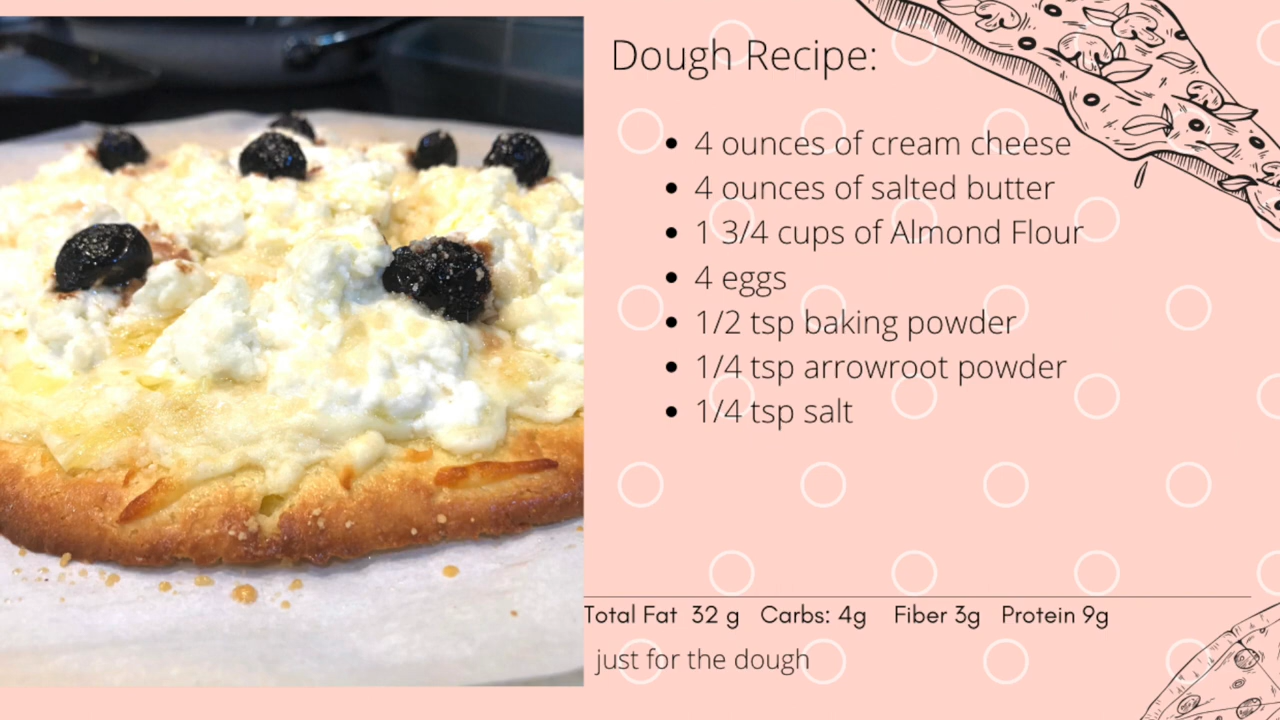 Dough Recipe:
• 4 ounces of cream cheese
• 4 ounces of salted butter
• 1 3/4 cups of Almond Flour
• 4 eggs
• 1/2 tsp baking powder
• 1/4 tsp arrowroot powder
• 1/4 tsp salt
Total Fat 32 g Carbs: 4g Fiber 3g Protein 9g
just for the dough